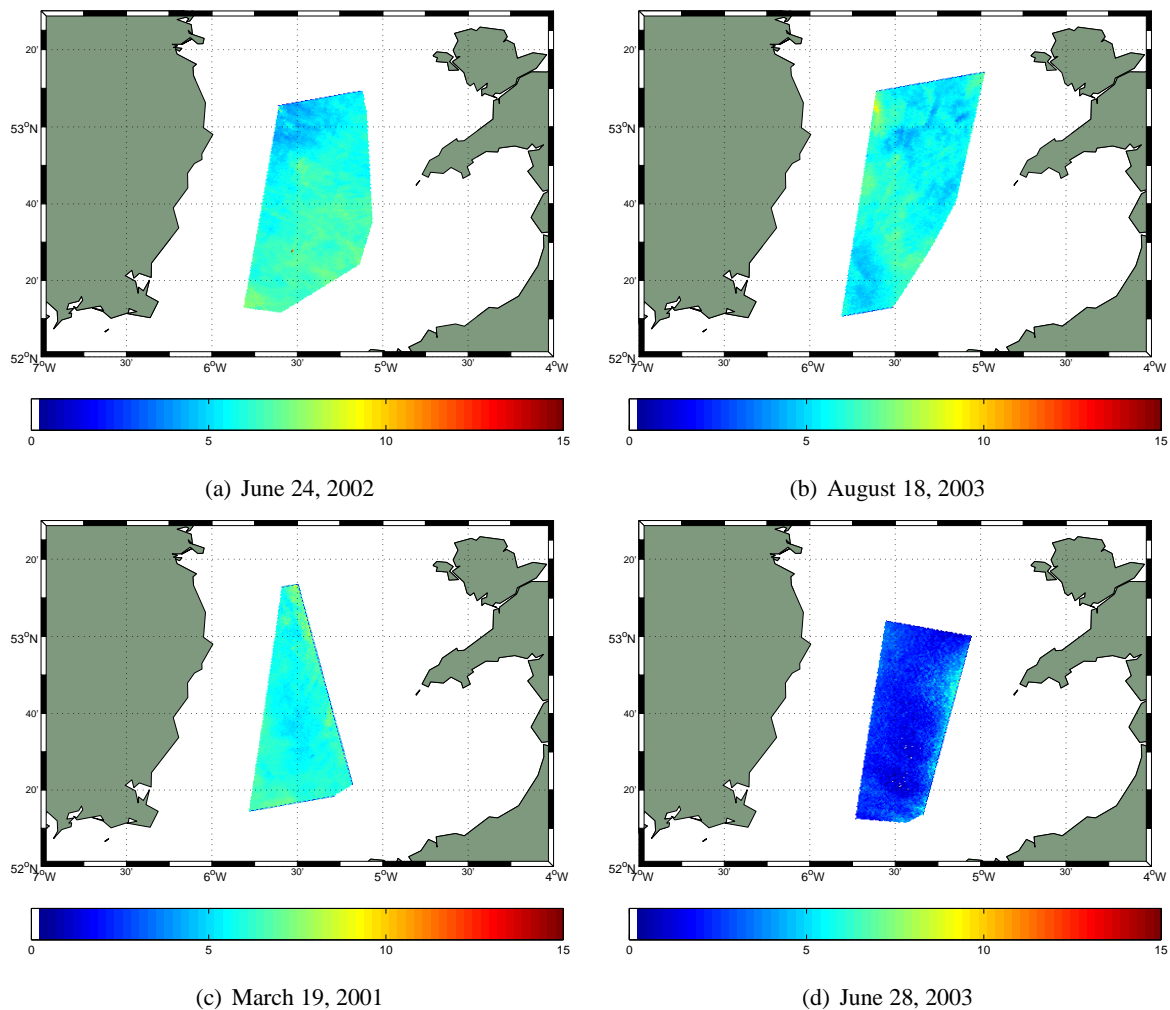 20'
53°N
40'
20'
52°N
7°W 30' 6°W 30' 5°W 30' 4°W
0 5 10 15
(a) June 24, 2002
20'
53°N
40'
20'
52°N
7°W 30' 6°W 30' 5°W 30' 4°W
0 5 10 15
(b) August 18, 2003
20'
53°N
40'
20'
52°N
7°W 30' 6°W 30' 5°W 30' 4°W
0 5 10 15
(c) March 19, 2001
20'
53°N
40'
20'
52°N
7°W 30' 6°W 30' 5°W 30' 4°W
0 5 10 15
(d) June 28, 2003